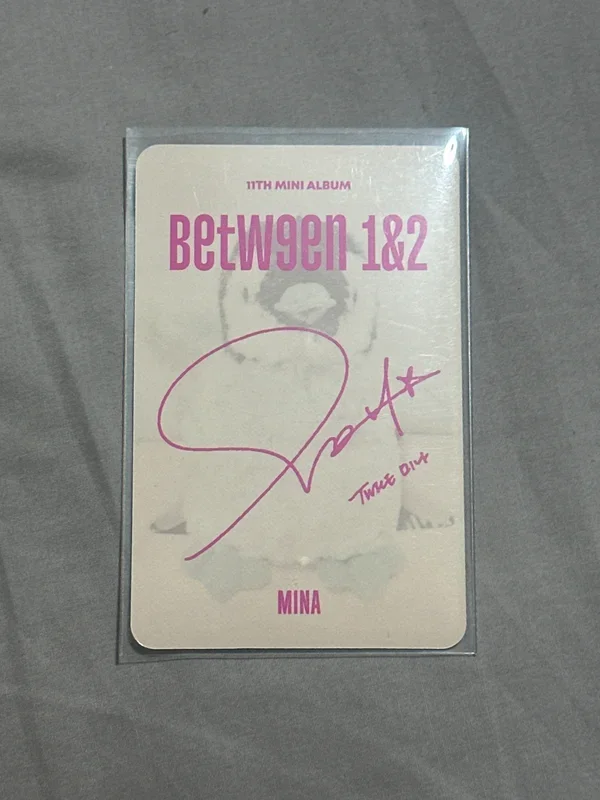 11TH MINI ALBUM
BetW9en 1&2
TWICE 미나
MINA